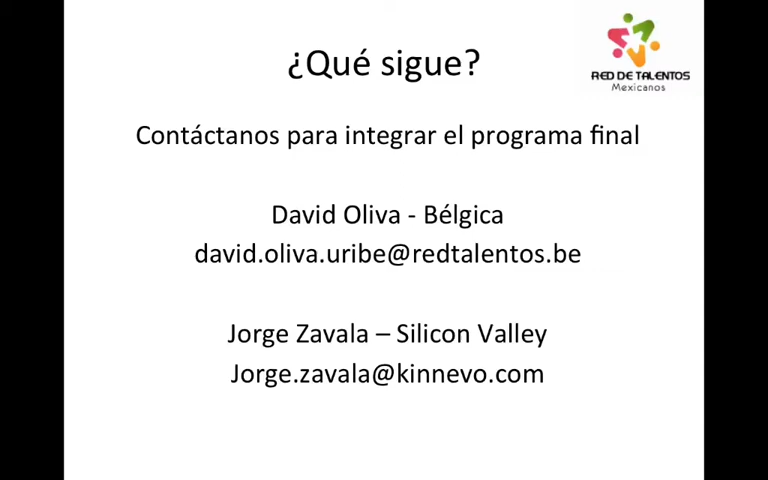 ¿Qué sigue?
RED DE TALENTOS
Mexicanos
Contáctanos para integrar el programa final
David Oliva - Bélgica
david.oliva.uribe@redtalentos.be
Jorge Zavala – Silicon Valley
Jorge.zavala@kinnevo.com